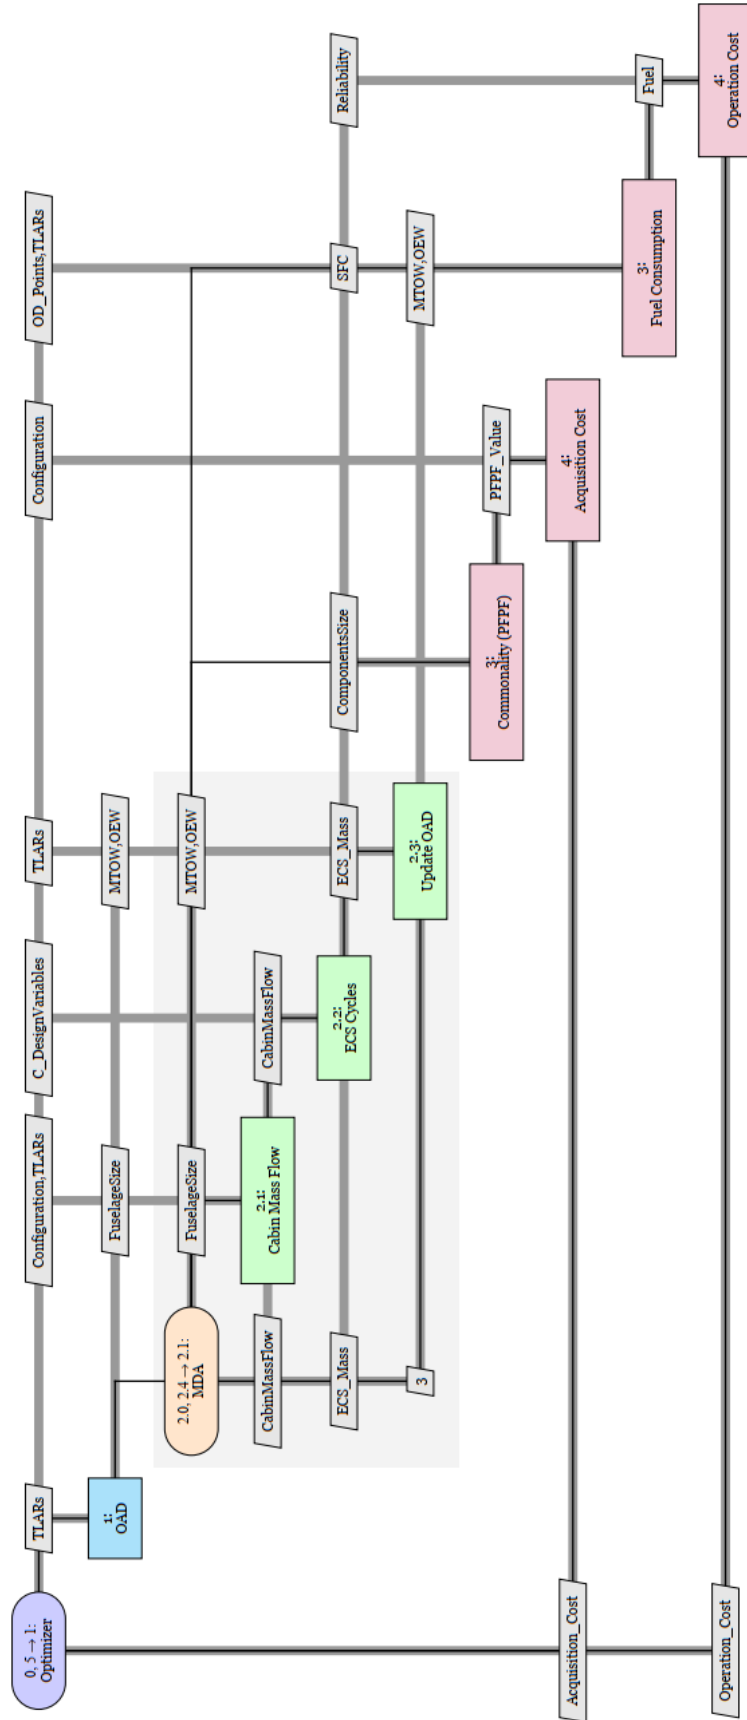 0, 5 → 1:
Optimizer
TLARs
Configuration,TLARs
C_DesignVariables
TLARs
Configuration
OD_Points,TLARs
1:
OAD
FuselageSize
MTOW,OEW
2.0, 2.4 → 2.1:
MDA
FuselageSize
MTOW,OEW
CabinMassFlow
2.1:
Cabin Mass Flow
CabinMassFlow
ECS_Mass
2.2:
ECS Cycles
ECS_Mass
ComponentsSize
SFC
Reliability
3
2.3:
Update OAD
MTOW,OEW
3:
Commonality (PFPF)
PFPF_Value
Acquisition_Cost
4:
Acquisition Cost
3:
Fuel Consumption
Fuel
Operation_Cost
4:
Operation Cost